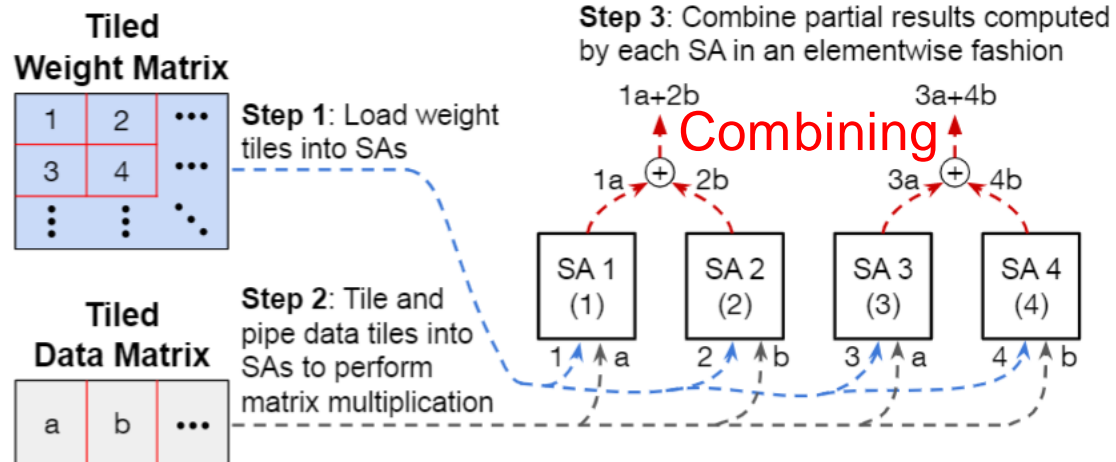 Tiled
Weight Matrix
1 2 •••
3 4 •••
Step 1: Load weight
tiles into SAs
Tiled
Data Matrix
a b •••
Step 2: Tile and
pipe data tiles into
SAs to perform
matrix multiplication
Step 3: Combine partial results computed
by each SA in an elementwise fashion
1a+2b 3a+4b
Combining
1a + 2b 3a + 4b
SA 1 SA 2 SA 3 SA 4
(1) (2) (3) (4)
1 a 2 b 3 a 4 b